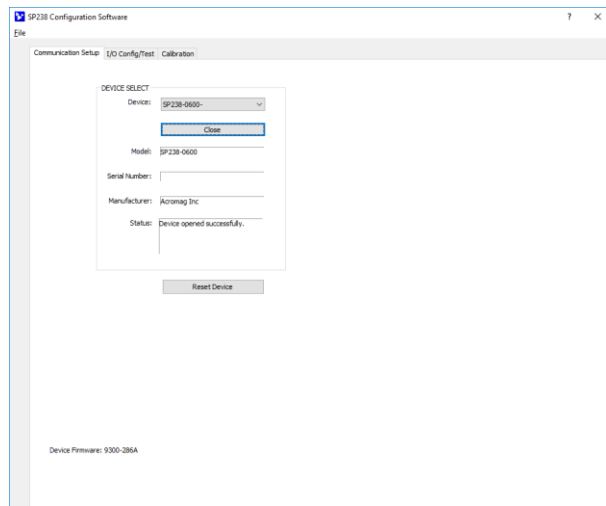 SP238 Configuration Software
File
Communication Setup I/O Config/Test Calibration
DEVICE SELECT
Device: SP238-0600-
Close
Model: SP238-0600
Serial Number:
Manufacturer: Acromag Inc
Status: Device opened successfully.
Reset Device
Device Firmware: 9300-286A